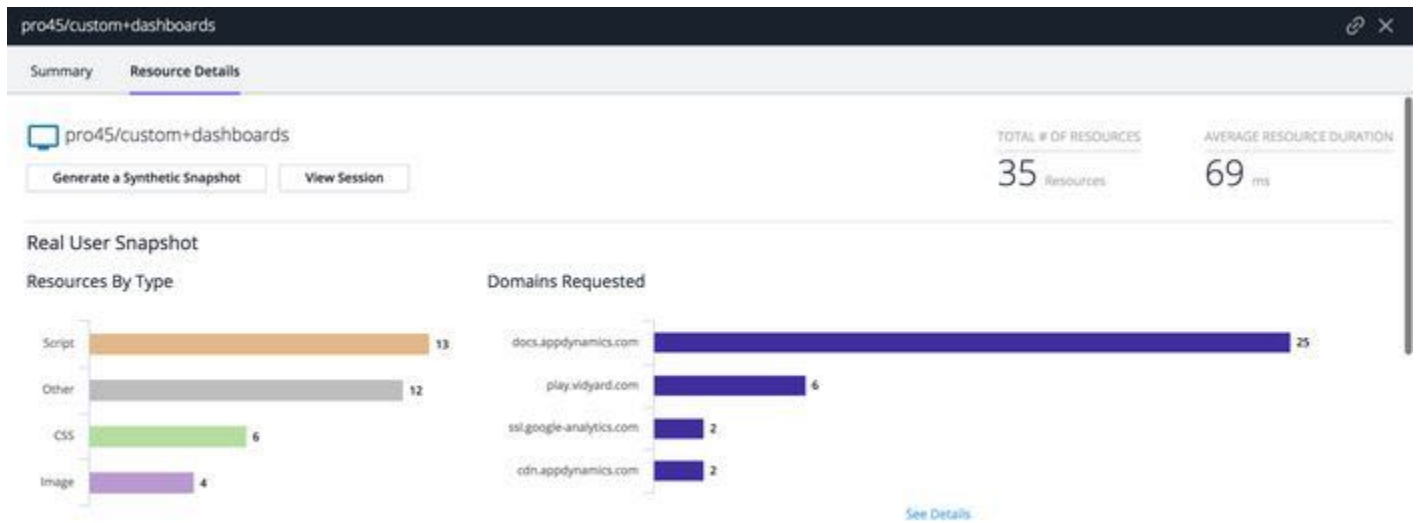 pro45/custom+dashboards
Summary Resource Details
pro45/custom+dashboards
Generate a Synthetic Snapshot View Session
TOTAL # OF RESOURCES
35 Resources
AVERAGE RESOURCE DURATION
69 ms
Real User Snapshot
Resources By Type
Script 13
Other 12
CSS 6
Image 4
Domains Requested
docs.appdynamics.com 25
play.vidyard.com 6
ssl.google-analytics.com 2
cdn.appdynamics.com 2
See Details